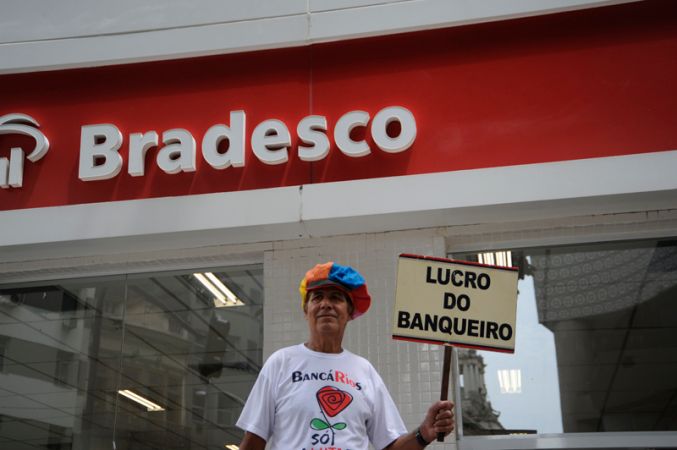 Bradesco
LUCRO
DO
BANQUEIRO
BANCÁRIOS
SÓ